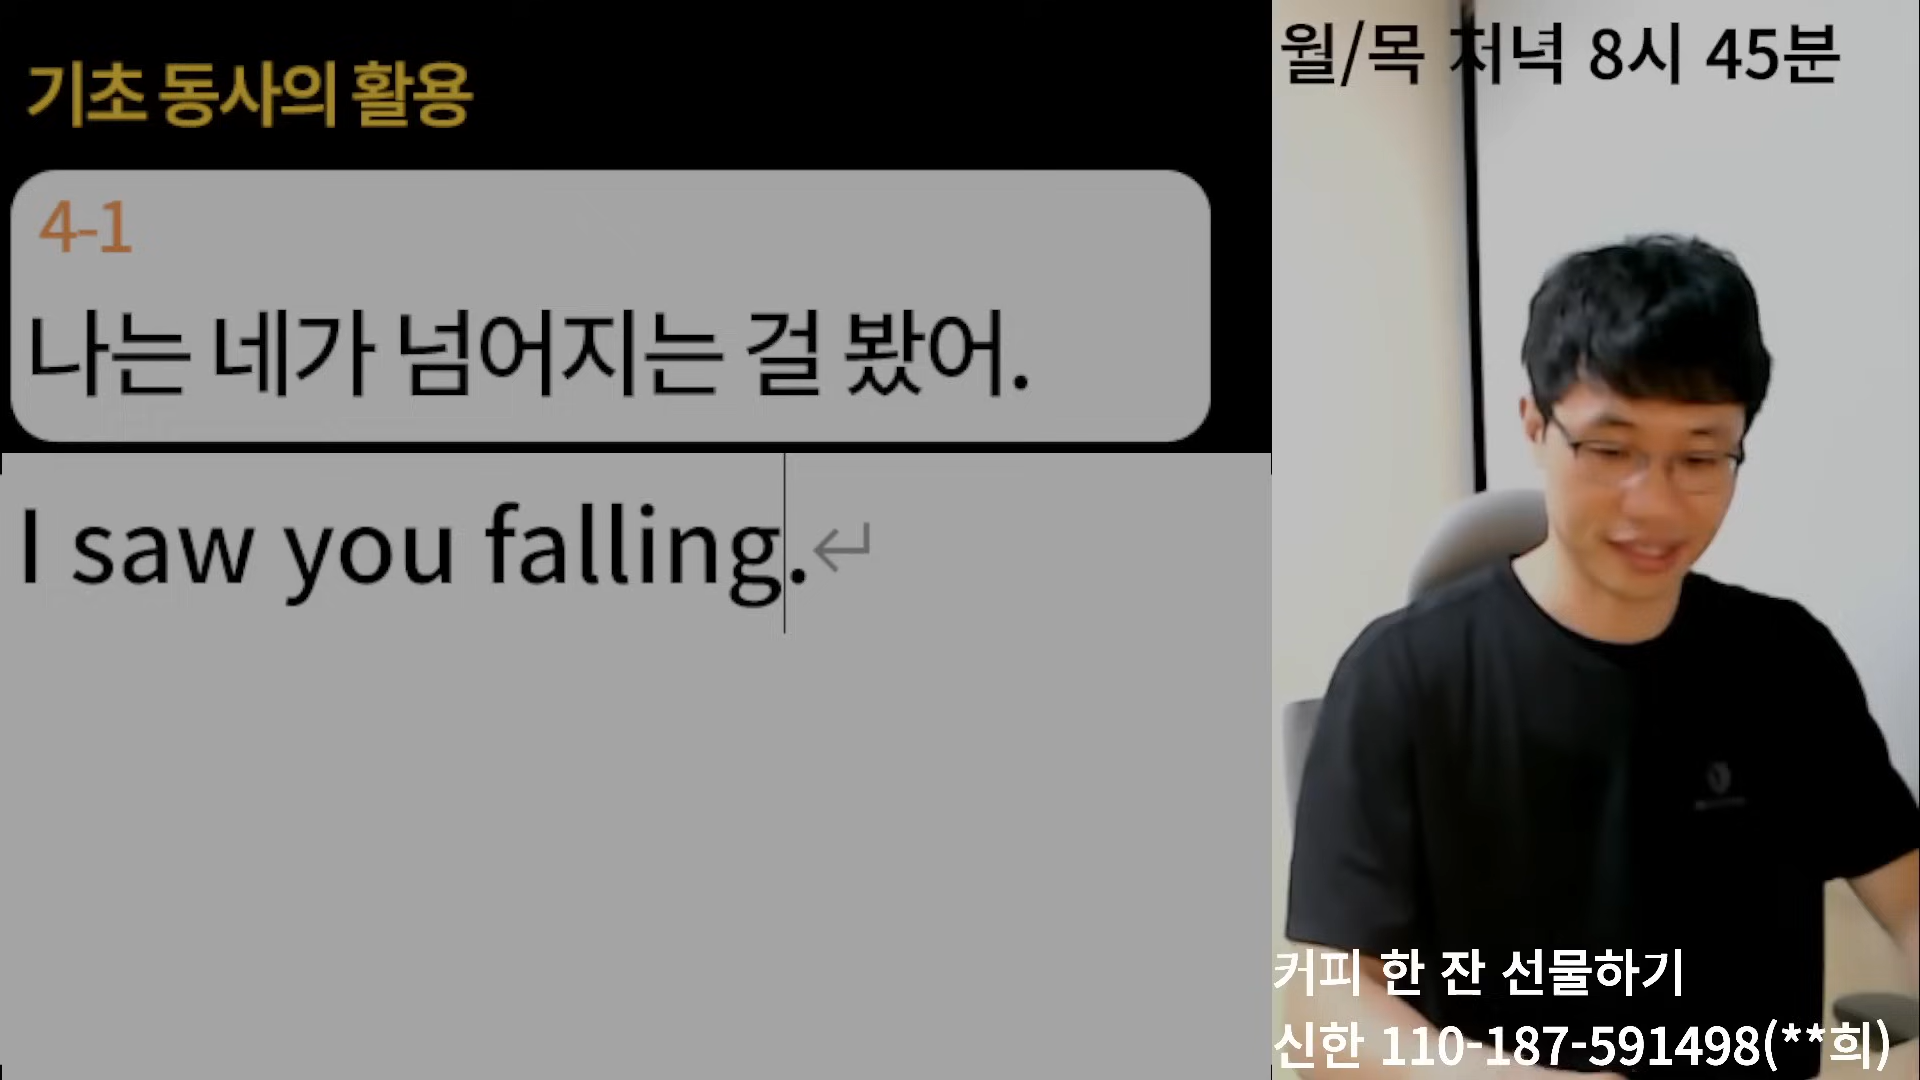 기초 동사의 활용
4-1
나는 네가 넘어지는 걸 봤어.
I saw you falling.↵
월/목 저녁 8시 45분
커피 한 잔 선물하기
신한 110-187-591498(**희)